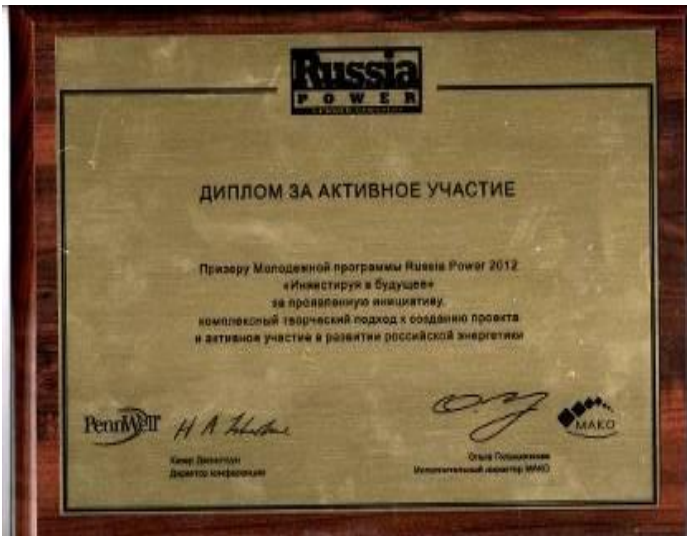 Russia
POWER
ДИПЛОМ ЗА АКТИВНОЕ УЧАСТИЕ
Призеру Молодежной программы Russia Power 2012
«Инвестируя в будущее»
за проявленную инициативу,
комплексный творческий подход к созданию проекта
и активное участие в развитии российской энергетики
PennWell
МАКО
Директор конференции
Ольга
Исполнительный директор МАКО